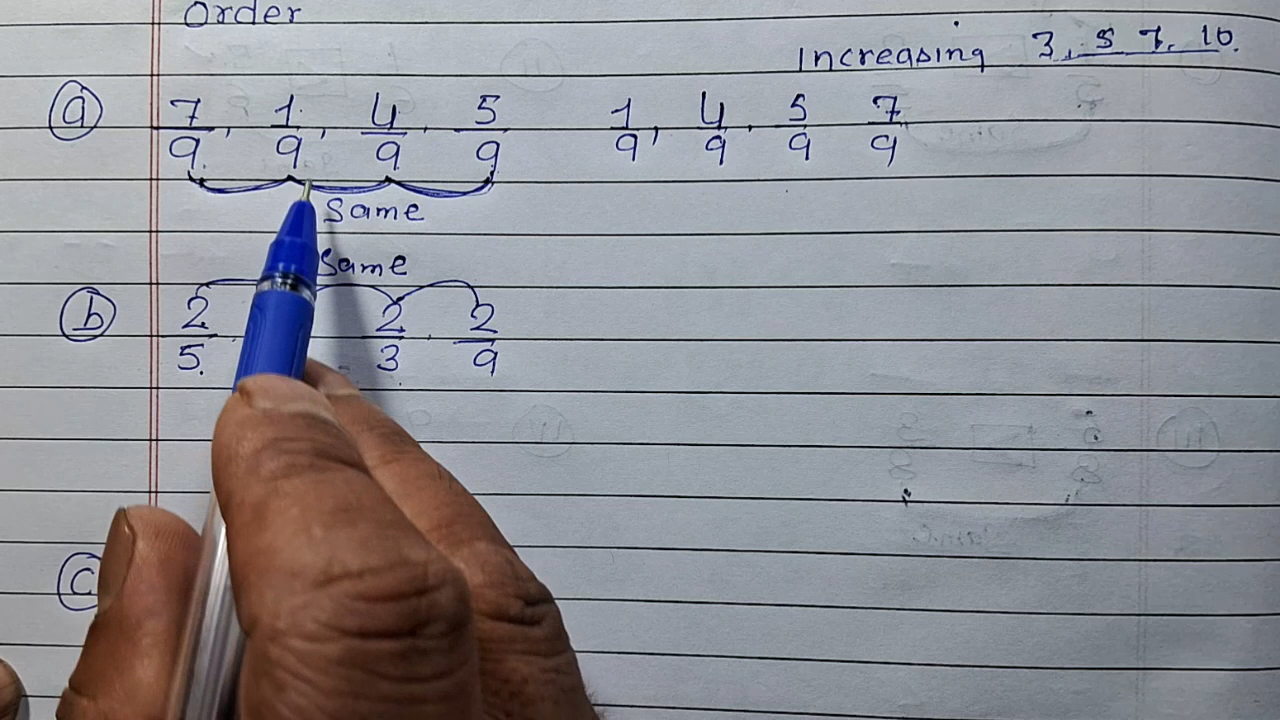 Order
Increasing 3, 5 7, 10.
(a) 7/9, 1/9, 4/9, 5/9 1/9, 4/9, 5/9 7/9
Same
Same
(b) 2/5, 2/3, 2/9
(c)